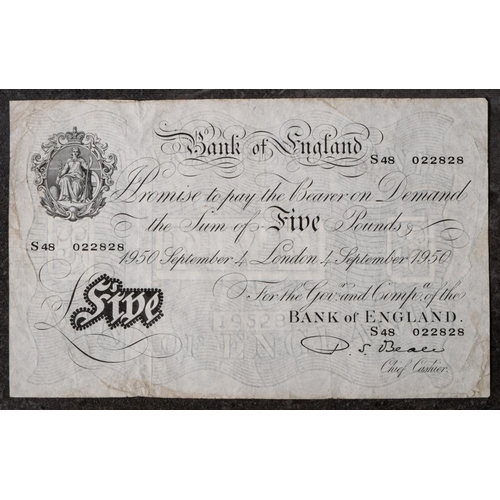 Bank of England
S48 022828
I Promise to pay the Bearer on Demand
the Sum of Five Pounds
S48 022828
1950 September 4 London 4 September 1950
For the Govr. and Compa. of the
BANK of ENGLAND.
Five
S48 022828
P S Beale
Chief Cashier.